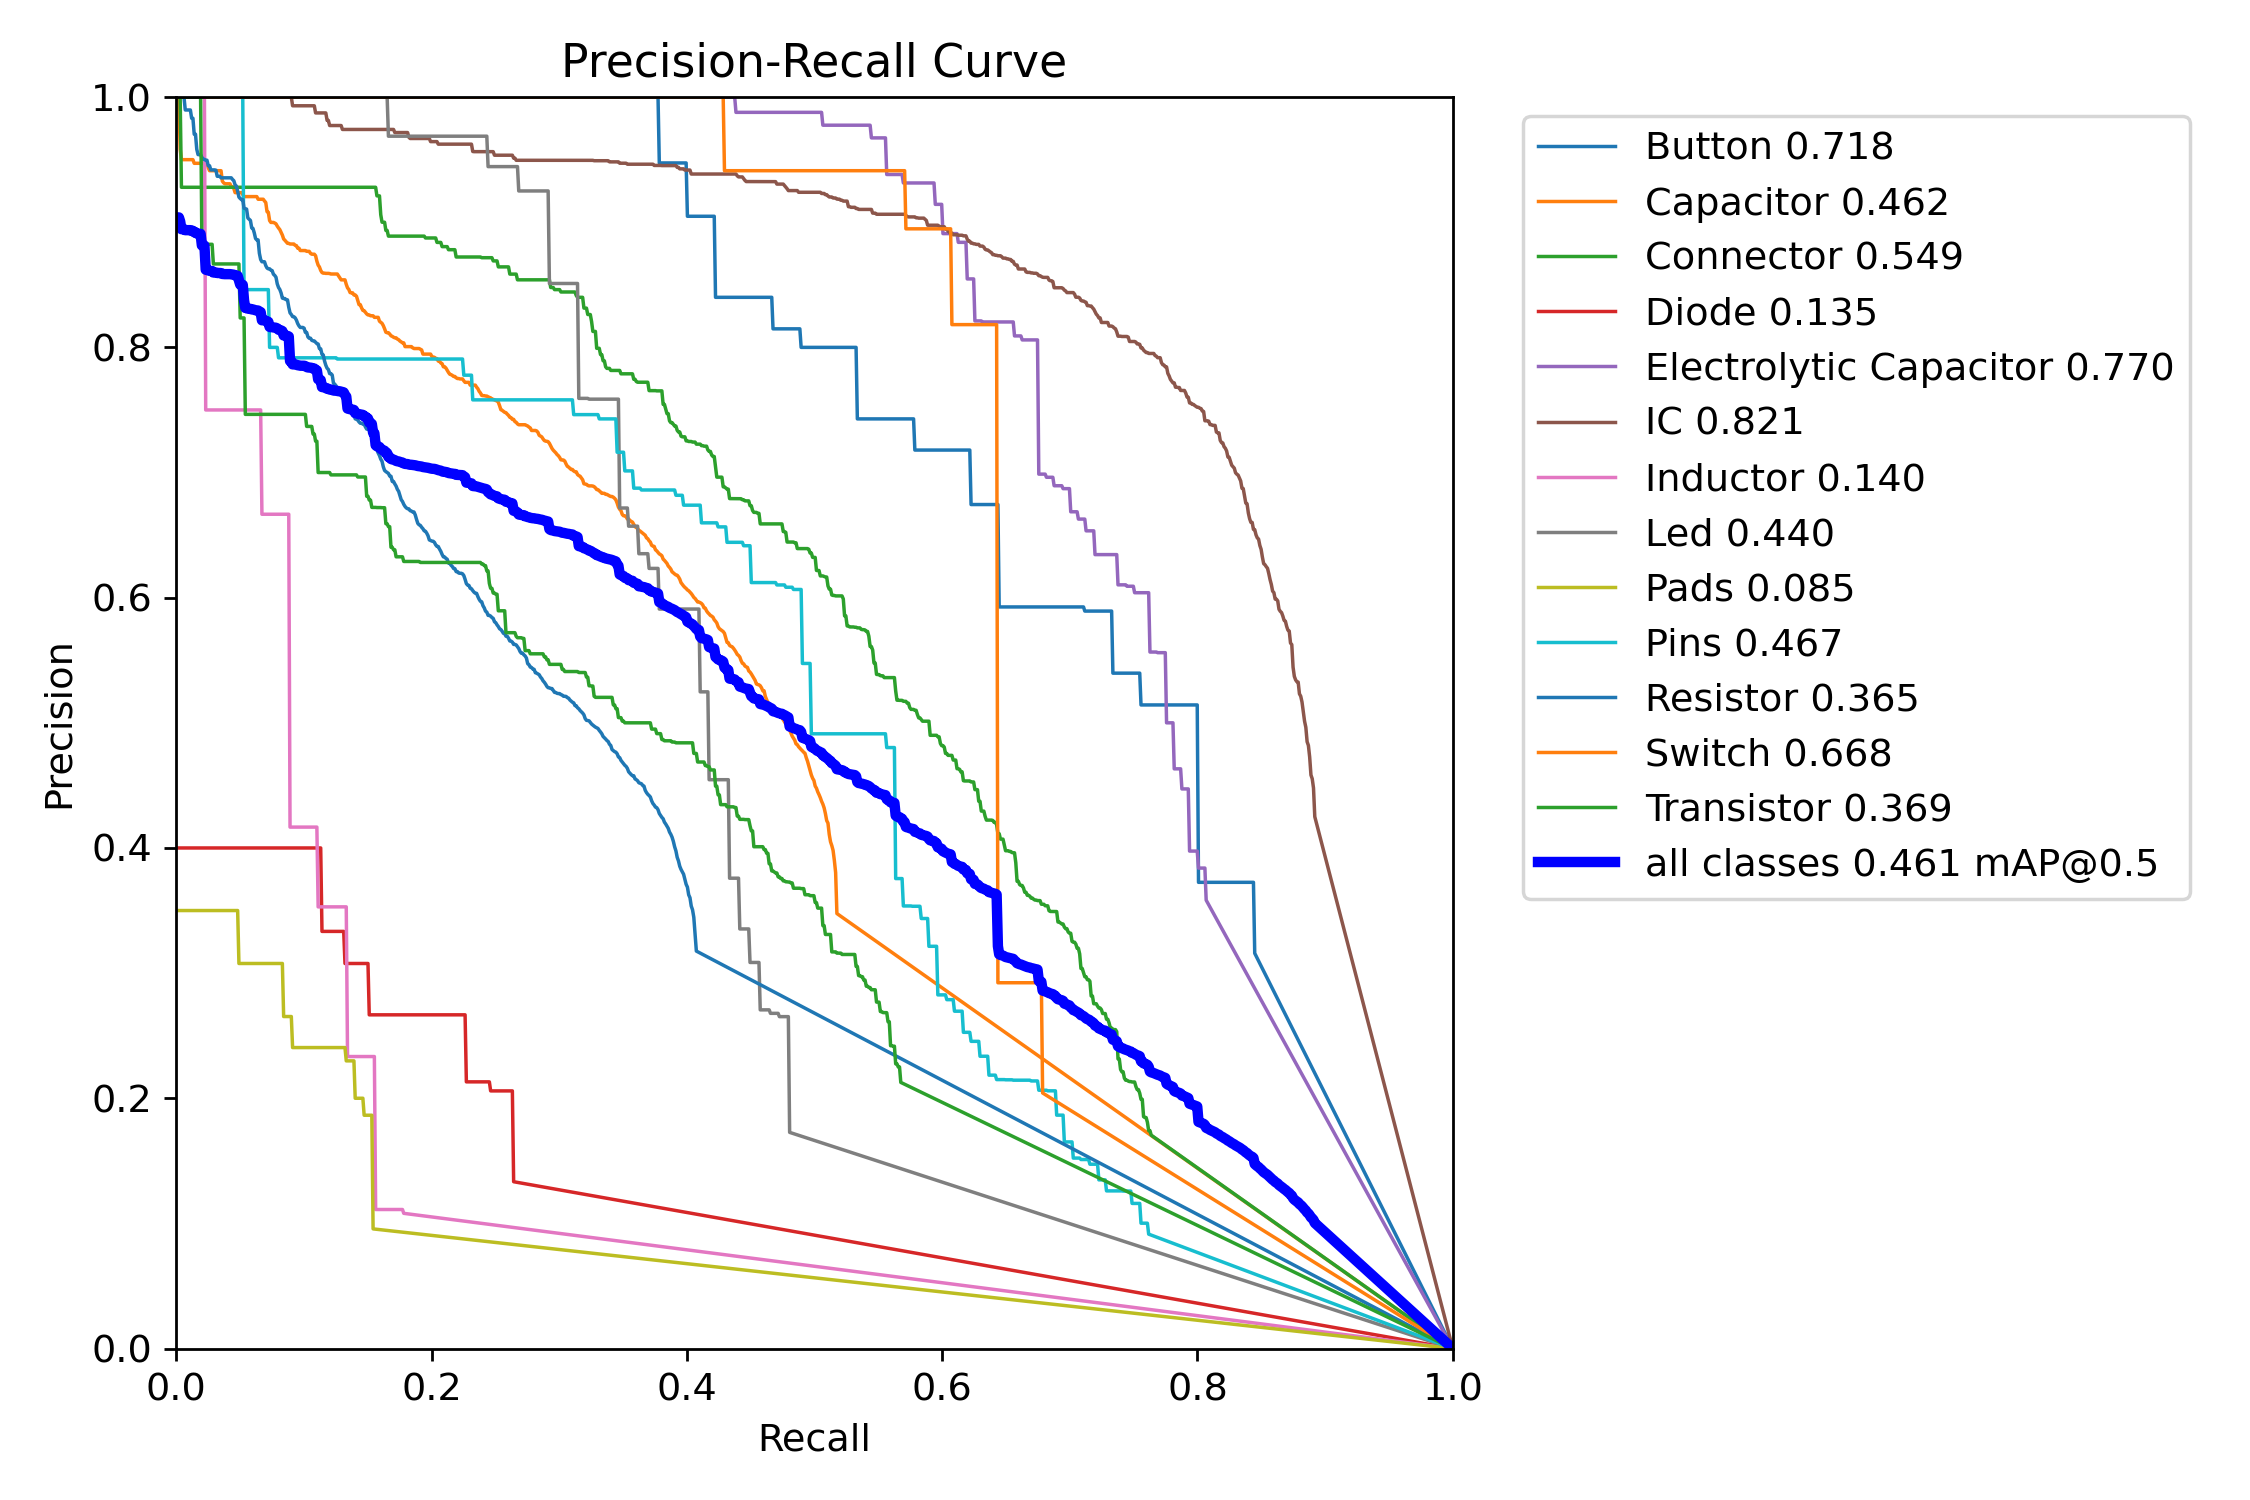 Precision-Recall Curve
1.0
0.8
0.6
0.4
0.2
0.0
Precision
0.0 0.2 0.4 0.6 0.8 1.0
Recall
Button 0.718
Capacitor 0.462
Connector 0.549
Diode 0.135
Electrolytic Capacitor 0.770
IC 0.821
Inductor 0.140
Led 0.440
Pads 0.085
Pins 0.467
Resistor 0.365
Switch 0.668
Transistor 0.369
all classes 0.461 mAP@0.5